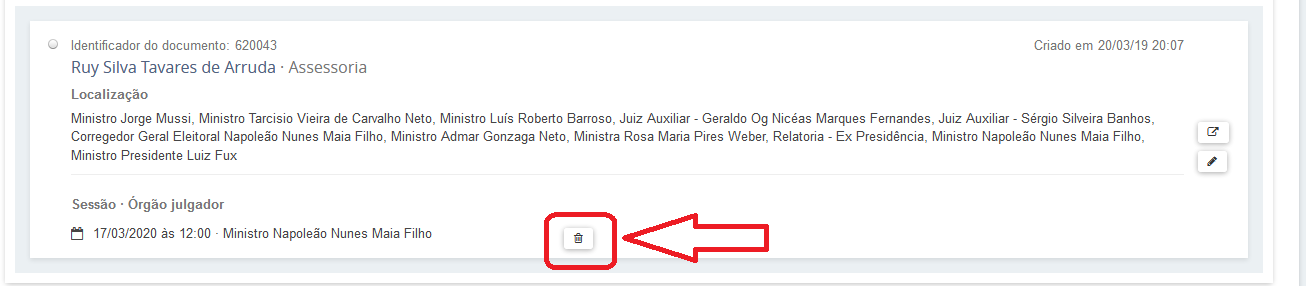 Identificador do documento: 620043
Criado em 20/03/19 20:07
Ruy Silva Tavares de Arruda · Assessoria
Localização
Ministro Jorge Mussi, Ministro Tarcisio Vieira de Carvalho Neto, Ministro Luís Roberto Barroso, Juiz Auxiliar - Geraldo Og Nicéas Marques Fernandes, Juiz Auxiliar - Sérgio Silveira Banhos,
Corregedor Geral Eleitoral Napoleão Nunes Maia Filho, Ministro Admar Gonzaga Neto, Ministra Rosa Maria Pires Weber, Relatoria - Ex Presidência, Ministro Napoleão Nunes Maia Filho,
Ministro Presidente Luiz Fux
Sessão · Órgão julgador
17/03/2020 às 12:00 · Ministro Napoleão Nunes Maia Filho